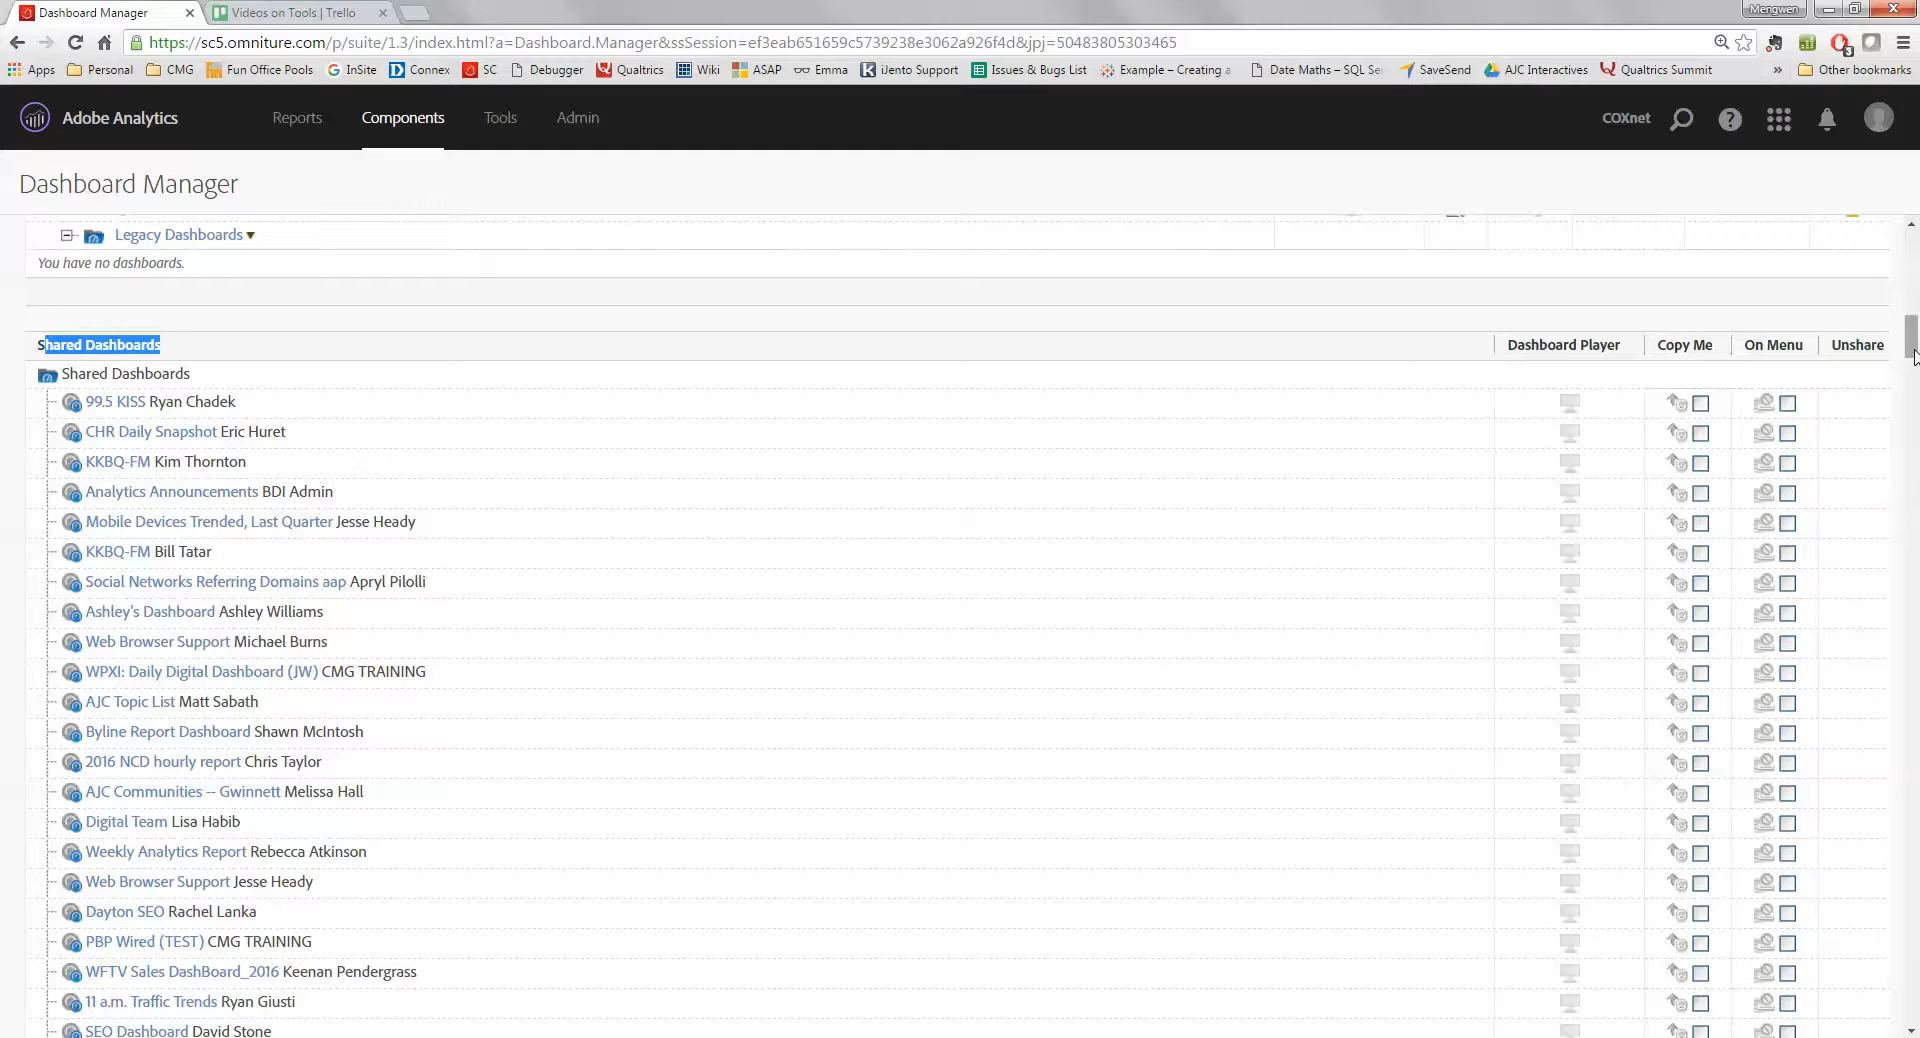 Dashboard Manager
Videos on Tools | Trello
Mengwen
https://sc5.omniture.com/p/suite/1.3/index.html?a=Dashboard.Manager&ssSession=ef3eab651659c5739238e3062a926f4d&jpj=50483805303465
3
Apps Personal CMG Fun Office Pools InSite Connex SC Debugger Qualtrics Wiki ASAP Emma iJento Support Issues & Bugs List Example – Creating a Date Maths – SQL Se SaveSend AJC Interactives Qualtrics Summit » Other bookmarks
Adobe Analytics Reports Components Tools Admin COXnet
Dashboard Manager
Legacy Dashboards
You have no dashboards.
Shared Dashboards Dashboard Player Copy Me On Menu Unshare
Shared Dashboards
99.5 KISS Ryan Chadek
CHR Daily Snapshot Eric Huret
KKBQ-FM Kim Thornton
Analytics Announcements BDI Admin
Mobile Devices Trended, Last Quarter Jesse Heady
KKBQ-FM Bill Tatar
Social Networks Referring Domains aap Apryl Pilolli
Ashley's Dashboard Ashley Williams
Web Browser Support Michael Burns
WPXI: Daily Digital Dashboard (JW) CMG TRAINING
AJC Topic List Matt Sabath
Byline Report Dashboard Shawn McIntosh
2016 NCD hourly report Chris Taylor
AJC Communities -- Gwinnett Melissa Hall
Digital Team Lisa Habib
Weekly Analytics Report Rebecca Atkinson
Web Browser Support Jesse Heady
Dayton SEO Rachel Lanka
PBP Wired (TEST) CMG TRAINING
WFTV Sales DashBoard_2016 Keenan Pendergrass
11 a.m. Traffic Trends Ryan Giusti
SEO Dashboard David Stone